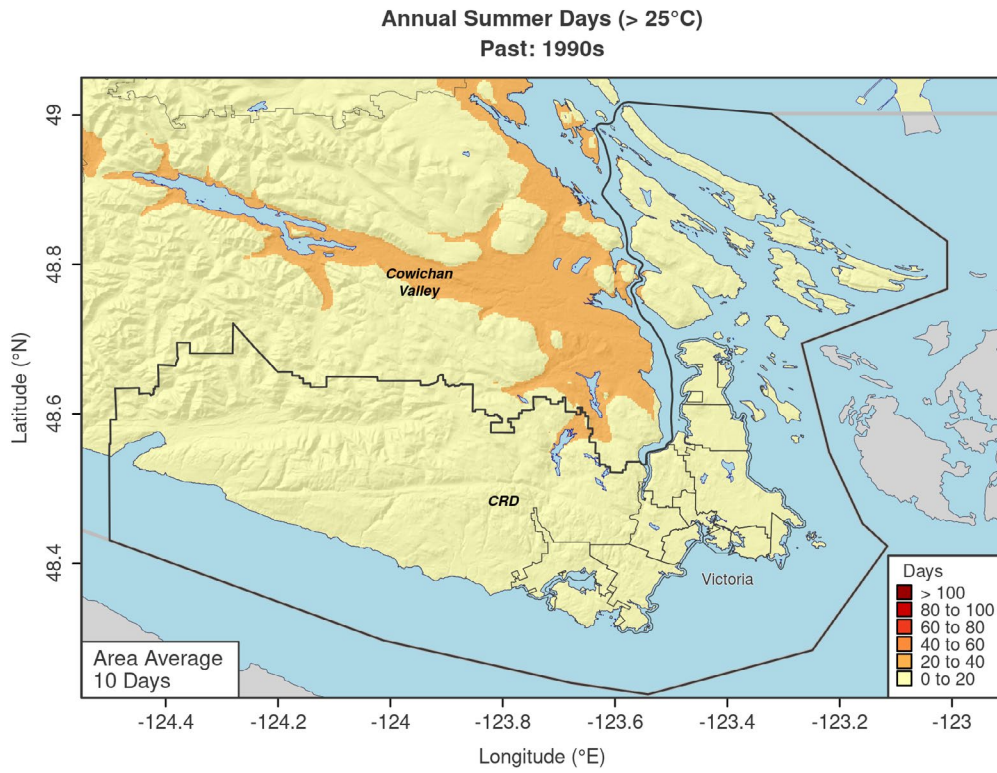 Annual Summer Days (> 25°C)
Past: 1990s
Latitude (°N)
49
48.8
48.6
48.4
Cowichan
Valley
CRD
Victoria
Area Average
10 Days
Days
> 100
80 to 100
60 to 80
40 to 60
20 to 40
0 to 20
-124.4
-124.2
-124
-123.8
-123.6
-123.4
-123.2
-123
Longitude (°E)